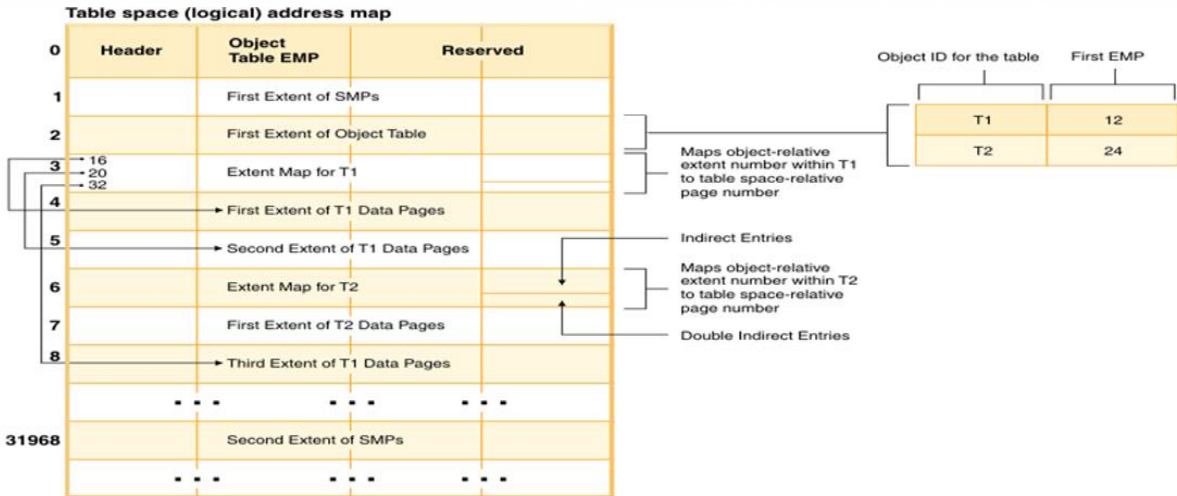 Table space (logical) address map
0
Header
Object
Table EMP
Reserved
1
First Extent of SMPs
2
First Extent of Object Table
3
16
20
32
Extent Map for T1
4
First Extent of T1 Data Pages
5
Second Extent of T1 Data Pages
6
Extent Map for T2
7
First Extent of T2 Data Pages
8
Third Extent of T1 Data Pages
31968
Second Extent of SMPs
Object ID for the table
First EMP
T1
12
T2
24
Maps object-relative
extent number within T1
to table space-relative
page number
Indirect Entries
Maps object-relative
extent number within T2
to table space-relative
page number
Double Indirect Entries